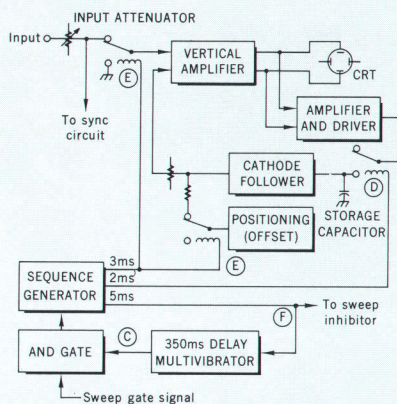 INPUT ATTENUATOR
Input
E
VERTICAL
AMPLIFIER
CRT
To sync
circuit
AMPLIFIER
AND DRIVER
CATHODE
FOLLOWER
D
STORAGE
CAPACITOR
POSITIONING
(OFFSET)
E
SEQUENCE
GENERATOR
3ms
2ms
5ms
To sweep
inhibitor
F
C
AND GATE
350ms DELAY
MULTIVIBRATOR
Sweep gate signal